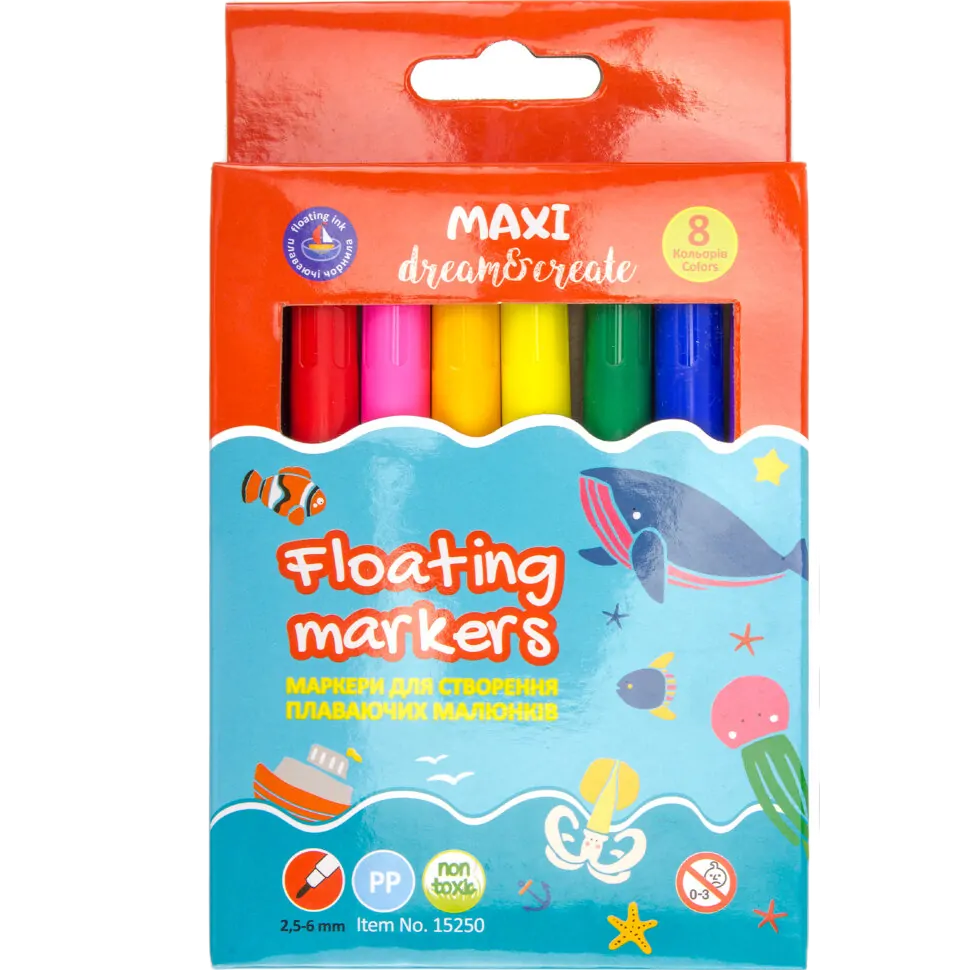 floating ink
плаваючі чорнила
MAXI
dream&create
8
Кольорів
Colors
Floating
markers
МАРКЕРИ ДЛЯ СТВОРЕННЯ
ПЛАВАЮЧИХ МАЛЮНКІВ
PP
non
toxic
0-3
2,5-6 mm
Item No. 15250